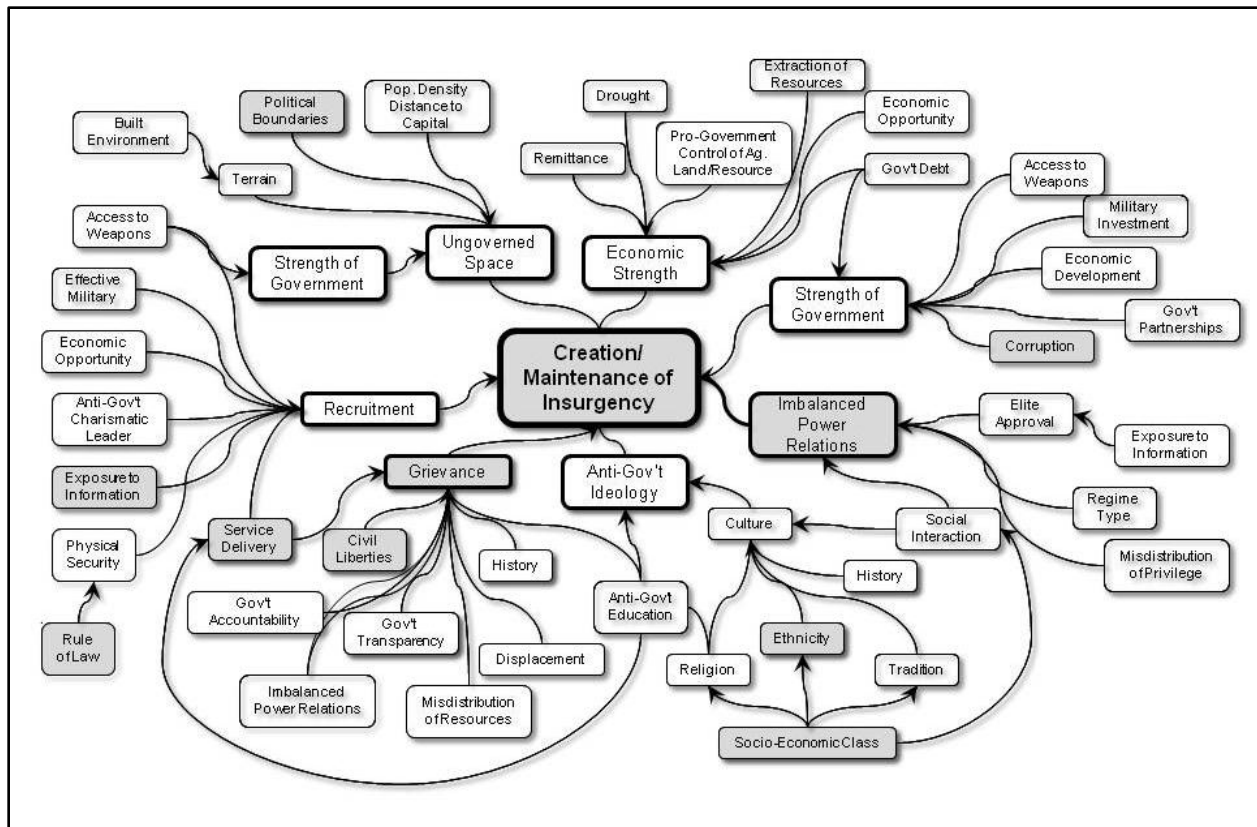 Extraction of
Resources
Drought
Pop. Density
Distance to
Capital
Political
Boundaries
Economic
Opportunity
Built
Environment
Pro-Government
Control of Ag.
Land/Resource
Remittance
Gov't Debt
Access to
Weapons
Terrain
Military
Investment
Access to
Weapons
Ungoverned
Space
Economic
Strength
Strength of
Government
Economic
Development
Effective
Military
Strength of
Government
Gov't
Partnerships
Corruption
Economic
Opportunity
Creation/
Maintenance of
Insurgency
Anti-Gov't
Charismatic
Leader
Recruitment
Imbalanced
Power
Relations
Elite
Approval
Exposure to
Information
Exposure to
Information
Grievance
Anti-Gov't
Ideology
Regime
Type
Service
Delivery
Civil
Liberties
Culture
Social
Interaction
Physical
Security
History
History
Misdistribution
of Privilege
Gov't
Accountability
Gov't
Transparency
Anti-Gov't
Education
Rule
of Law
Displacement
Ethnicity
Religion
Tradition
Imbalanced
Power Relations
Misdistribution
of Resources
Socio-Economic Class